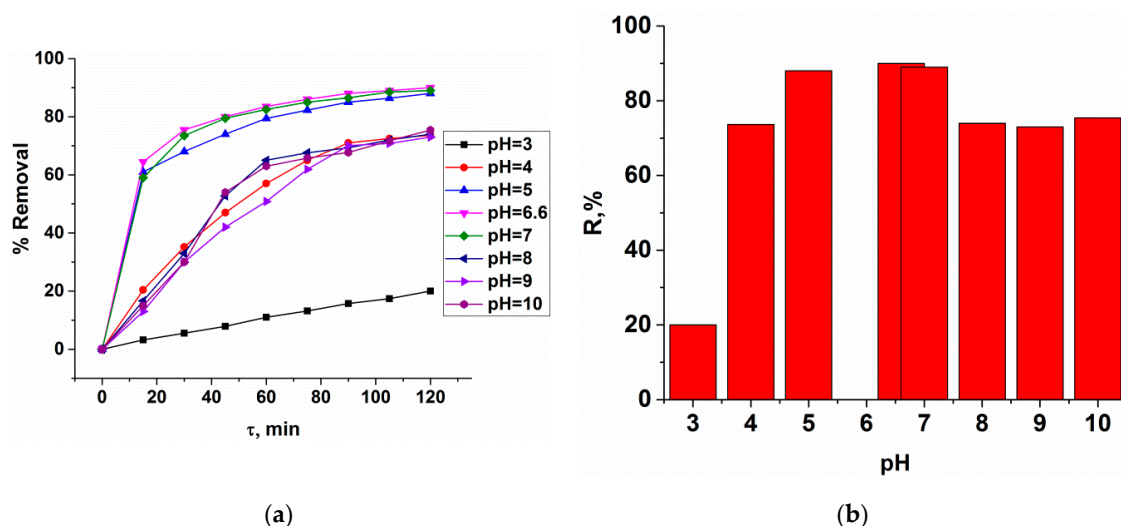 100
80
60
40
20
0
% Removal
0 20 40 60 80 100 120
τ, min
pH=3
pH=4
pH=5
pH=6.6
pH=7
pH=8
pH=9
pH=10
(a)
100
80
60
40
20
0
R,%
3 4 5 6 7 8 9 10
pH
(b)